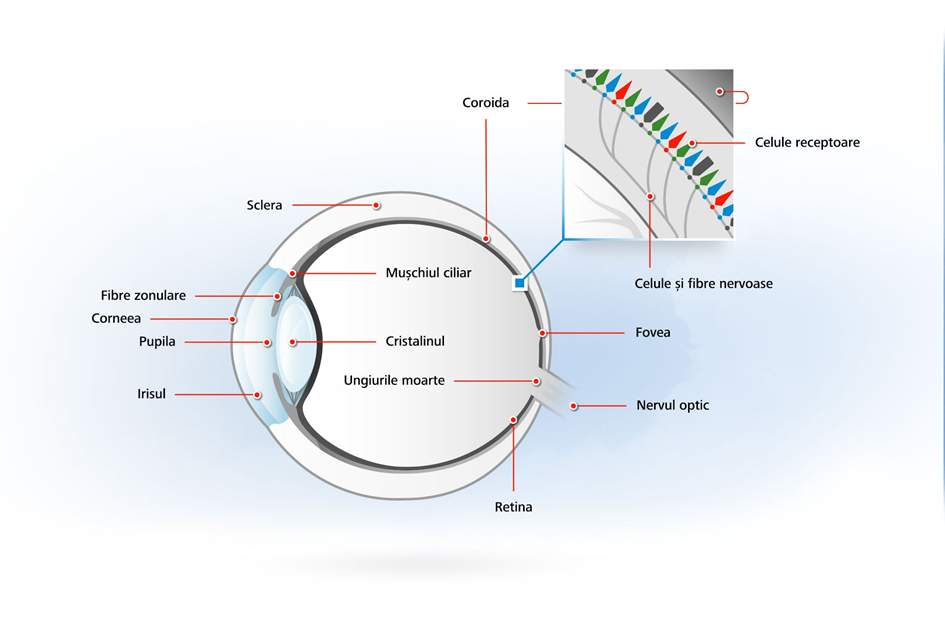 Coroida
Celule receptoare
Sclera
Mușchiul ciliar
Celule și fibre nervoase
Fibre zonulare
Corneea
Fovea
Pupila
Cristalinul
Ungiurile moarte
Irisul
Nervul optic
Retina